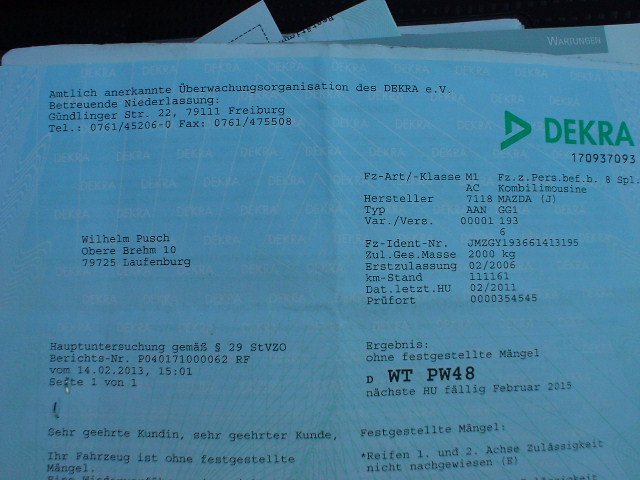 WARTUNGEN
Amtlich anerkannte Überwachungsorganisation des DEKRA e.V.
Betreuende Niederlassung:
Gündlinger Str. 22, 79111 Freiburg
Tel.: 0761/45206-0 Fax: 0761/475508
DEKRA
170937093
Fz-Art/-Klasse M1 Fz.z.Pers.bef.b. 8 Spl.
AC Kombilimousine
Hersteller 7118 MAZDA (J)
Typ AAN GG1
Var./Vers. 00001 193
6
Wilhelm Pusch
Obere Brehm 10
79725 Laufenburg
Fz-Ident-Nr. JMZGY193661413195
Zul.Ges.Masse 2000 kg
Erstzulassung 02/2006
km-Stand 111161
Dat.letzt.HU 02/2011
Prüfort 0000354545
Hauptuntersuchung gemäß § 29 StVZO
Berichts-Nr. P040171000062 RF
vom 14.02.2013, 15:01
Seite 1 von 1
Ergebnis:
ohne festgestellte Mängel
D WT PW48
nächste HU fällig Februar 2015
Sehr geehrte Kundin, sehr geehrter Kunde,
Ihr Fahrzeug ist ohne festgestellte
Mängel.
Festgestellte Mängel:
*Reifen 1. und 2. Achse Zulässigkeit
nicht nachgewiesen (E)